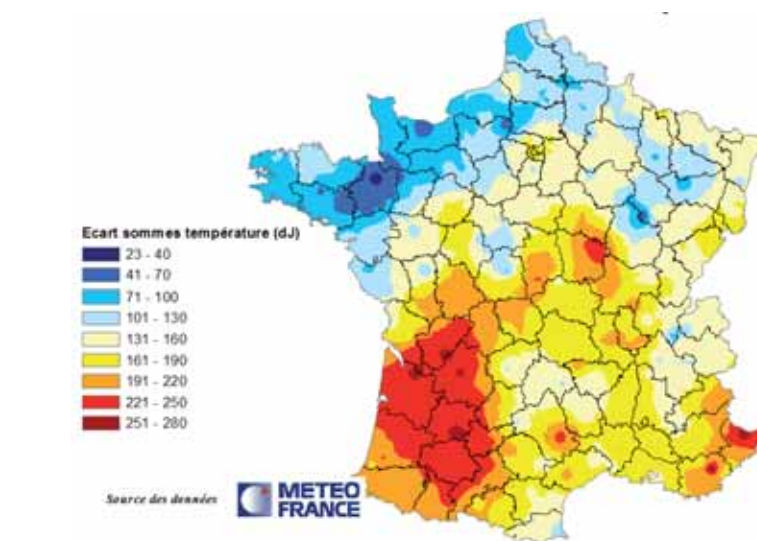 Ecart sommes température (dJ)
23 - 40
41 - 70
71 - 100
101 - 130
131 - 160
161 - 190
191 - 220
221 - 250
251 - 280
Source des données
METEO
FRANCE